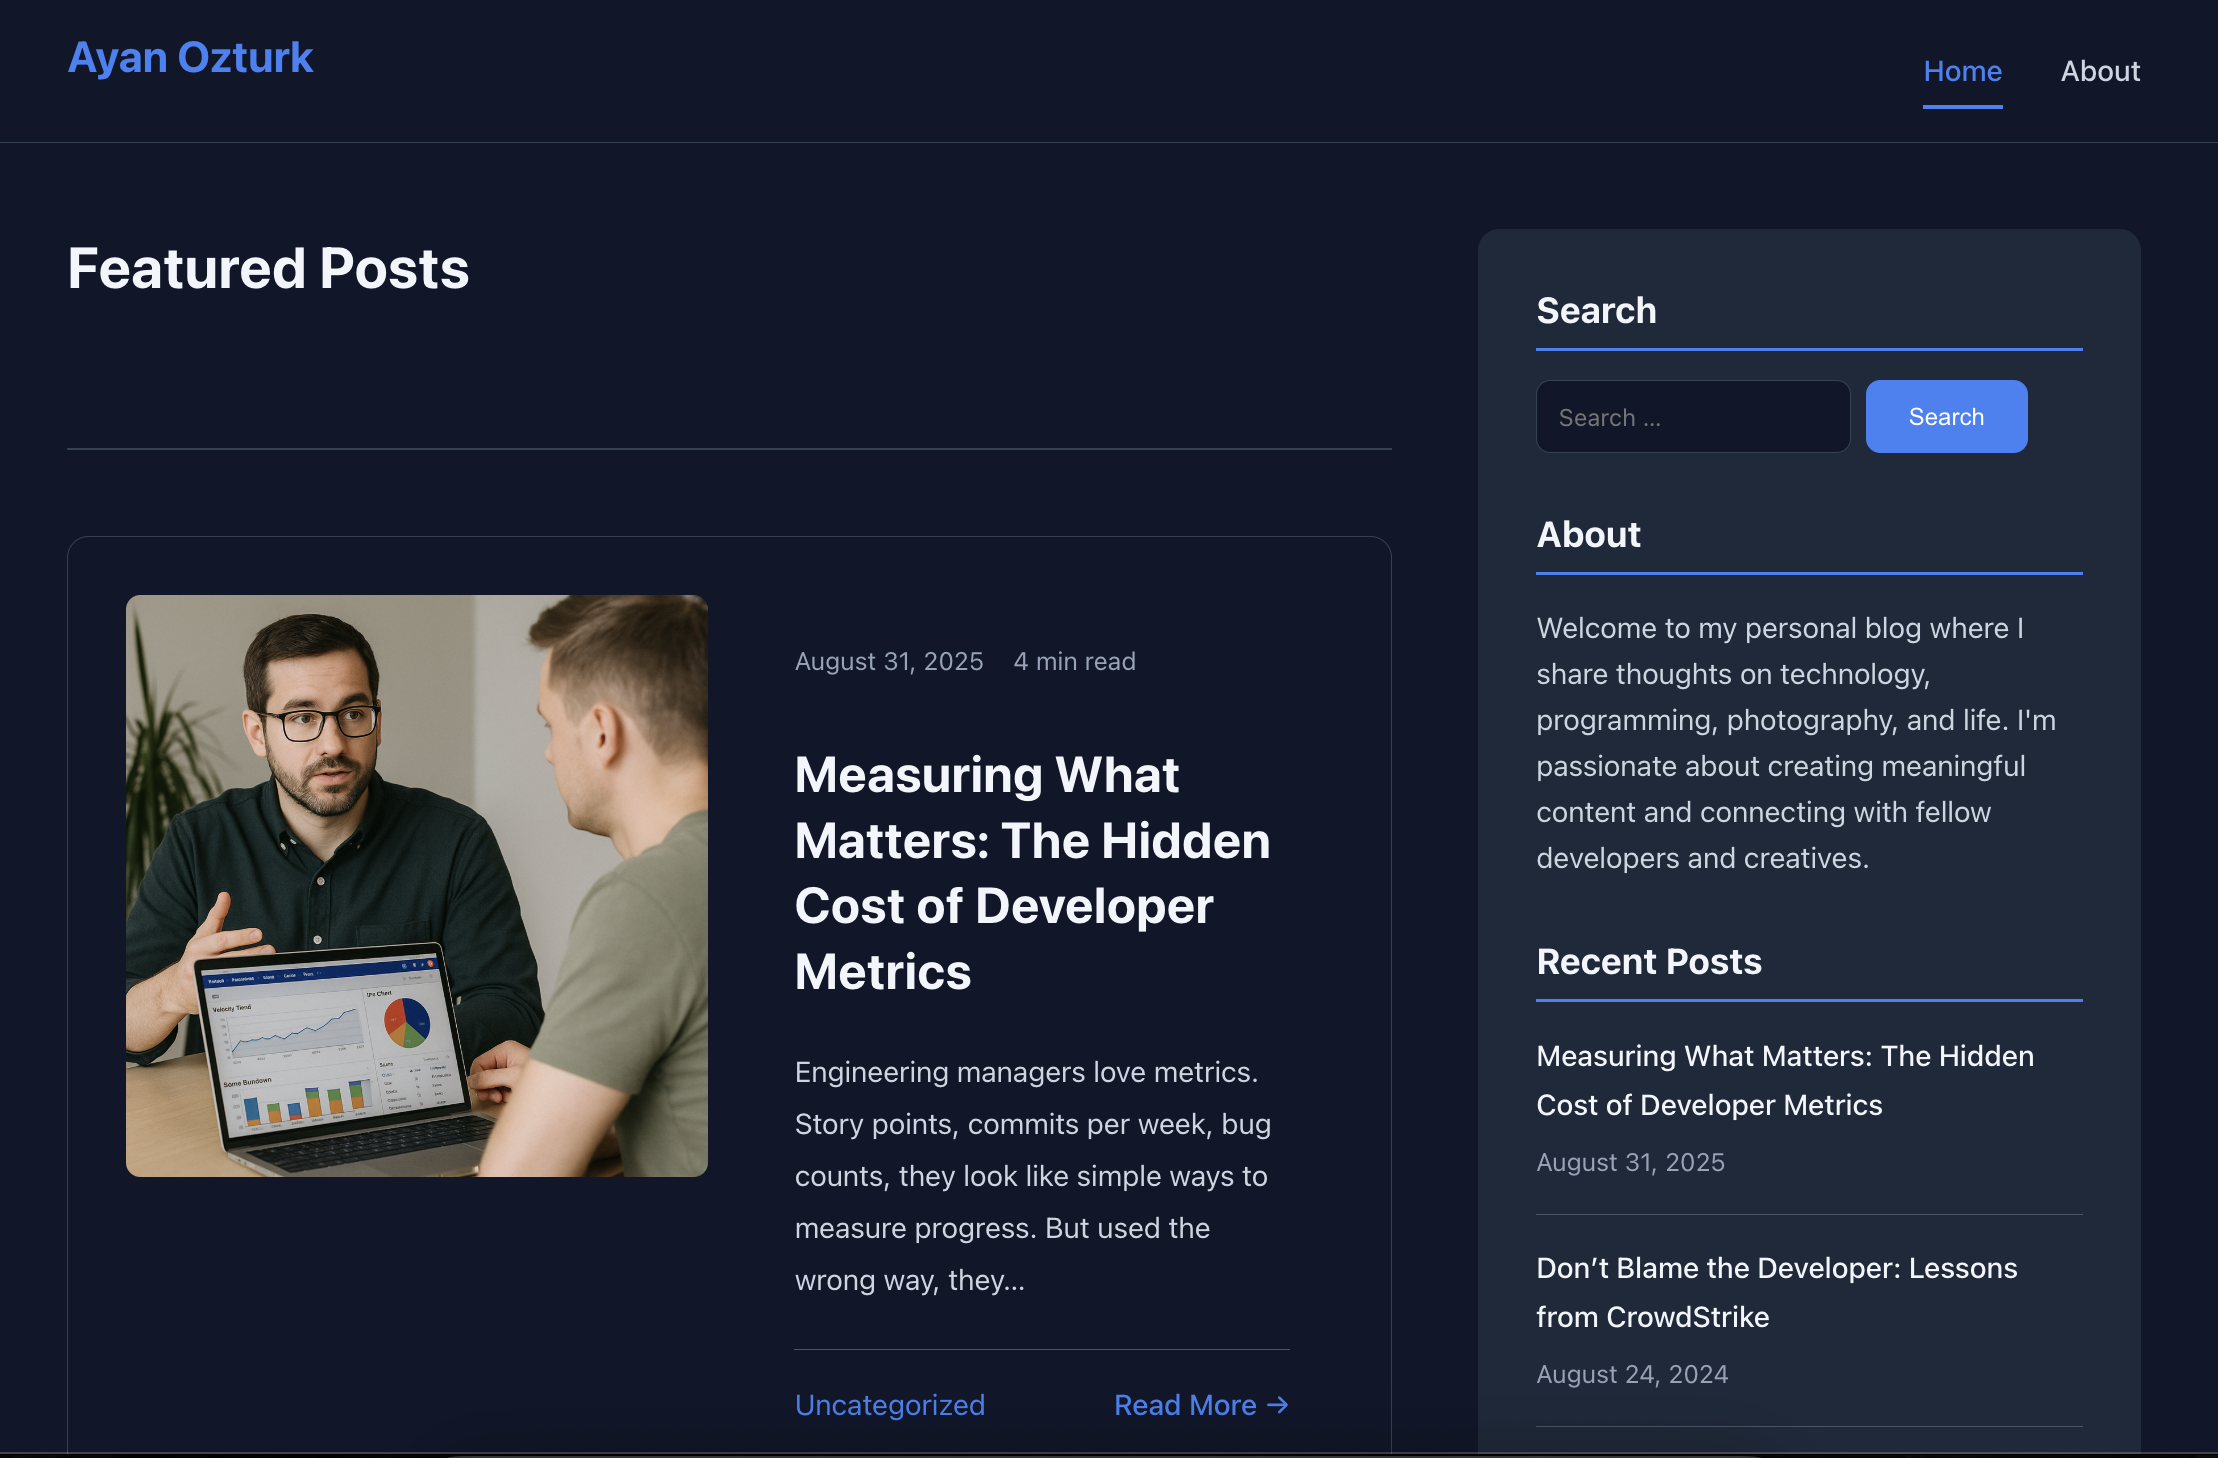 Ayan Ozturk
Home
About
Featured Posts
August 31, 2025 4 min read
Measuring What
Matters: The Hidden
Cost of Developer
Metrics
Engineering managers love metrics.
Story points, commits per week, bug
counts, they look like simple ways to
measure progress. But used the
wrong way, they...
Uncategorized
Read More →
Velocity Trend
Some Bundown
Search
Search ...
Search
About
Welcome to my personal blog where I
share thoughts on technology,
programming, photography, and life. I'm
passionate about creating meaningful
content and connecting with fellow
developers and creatives.
Recent Posts
Measuring What Matters: The Hidden
Cost of Developer Metrics
August 31, 2025
Don’t Blame the Developer: Lessons
from CrowdStrike
August 24, 2024